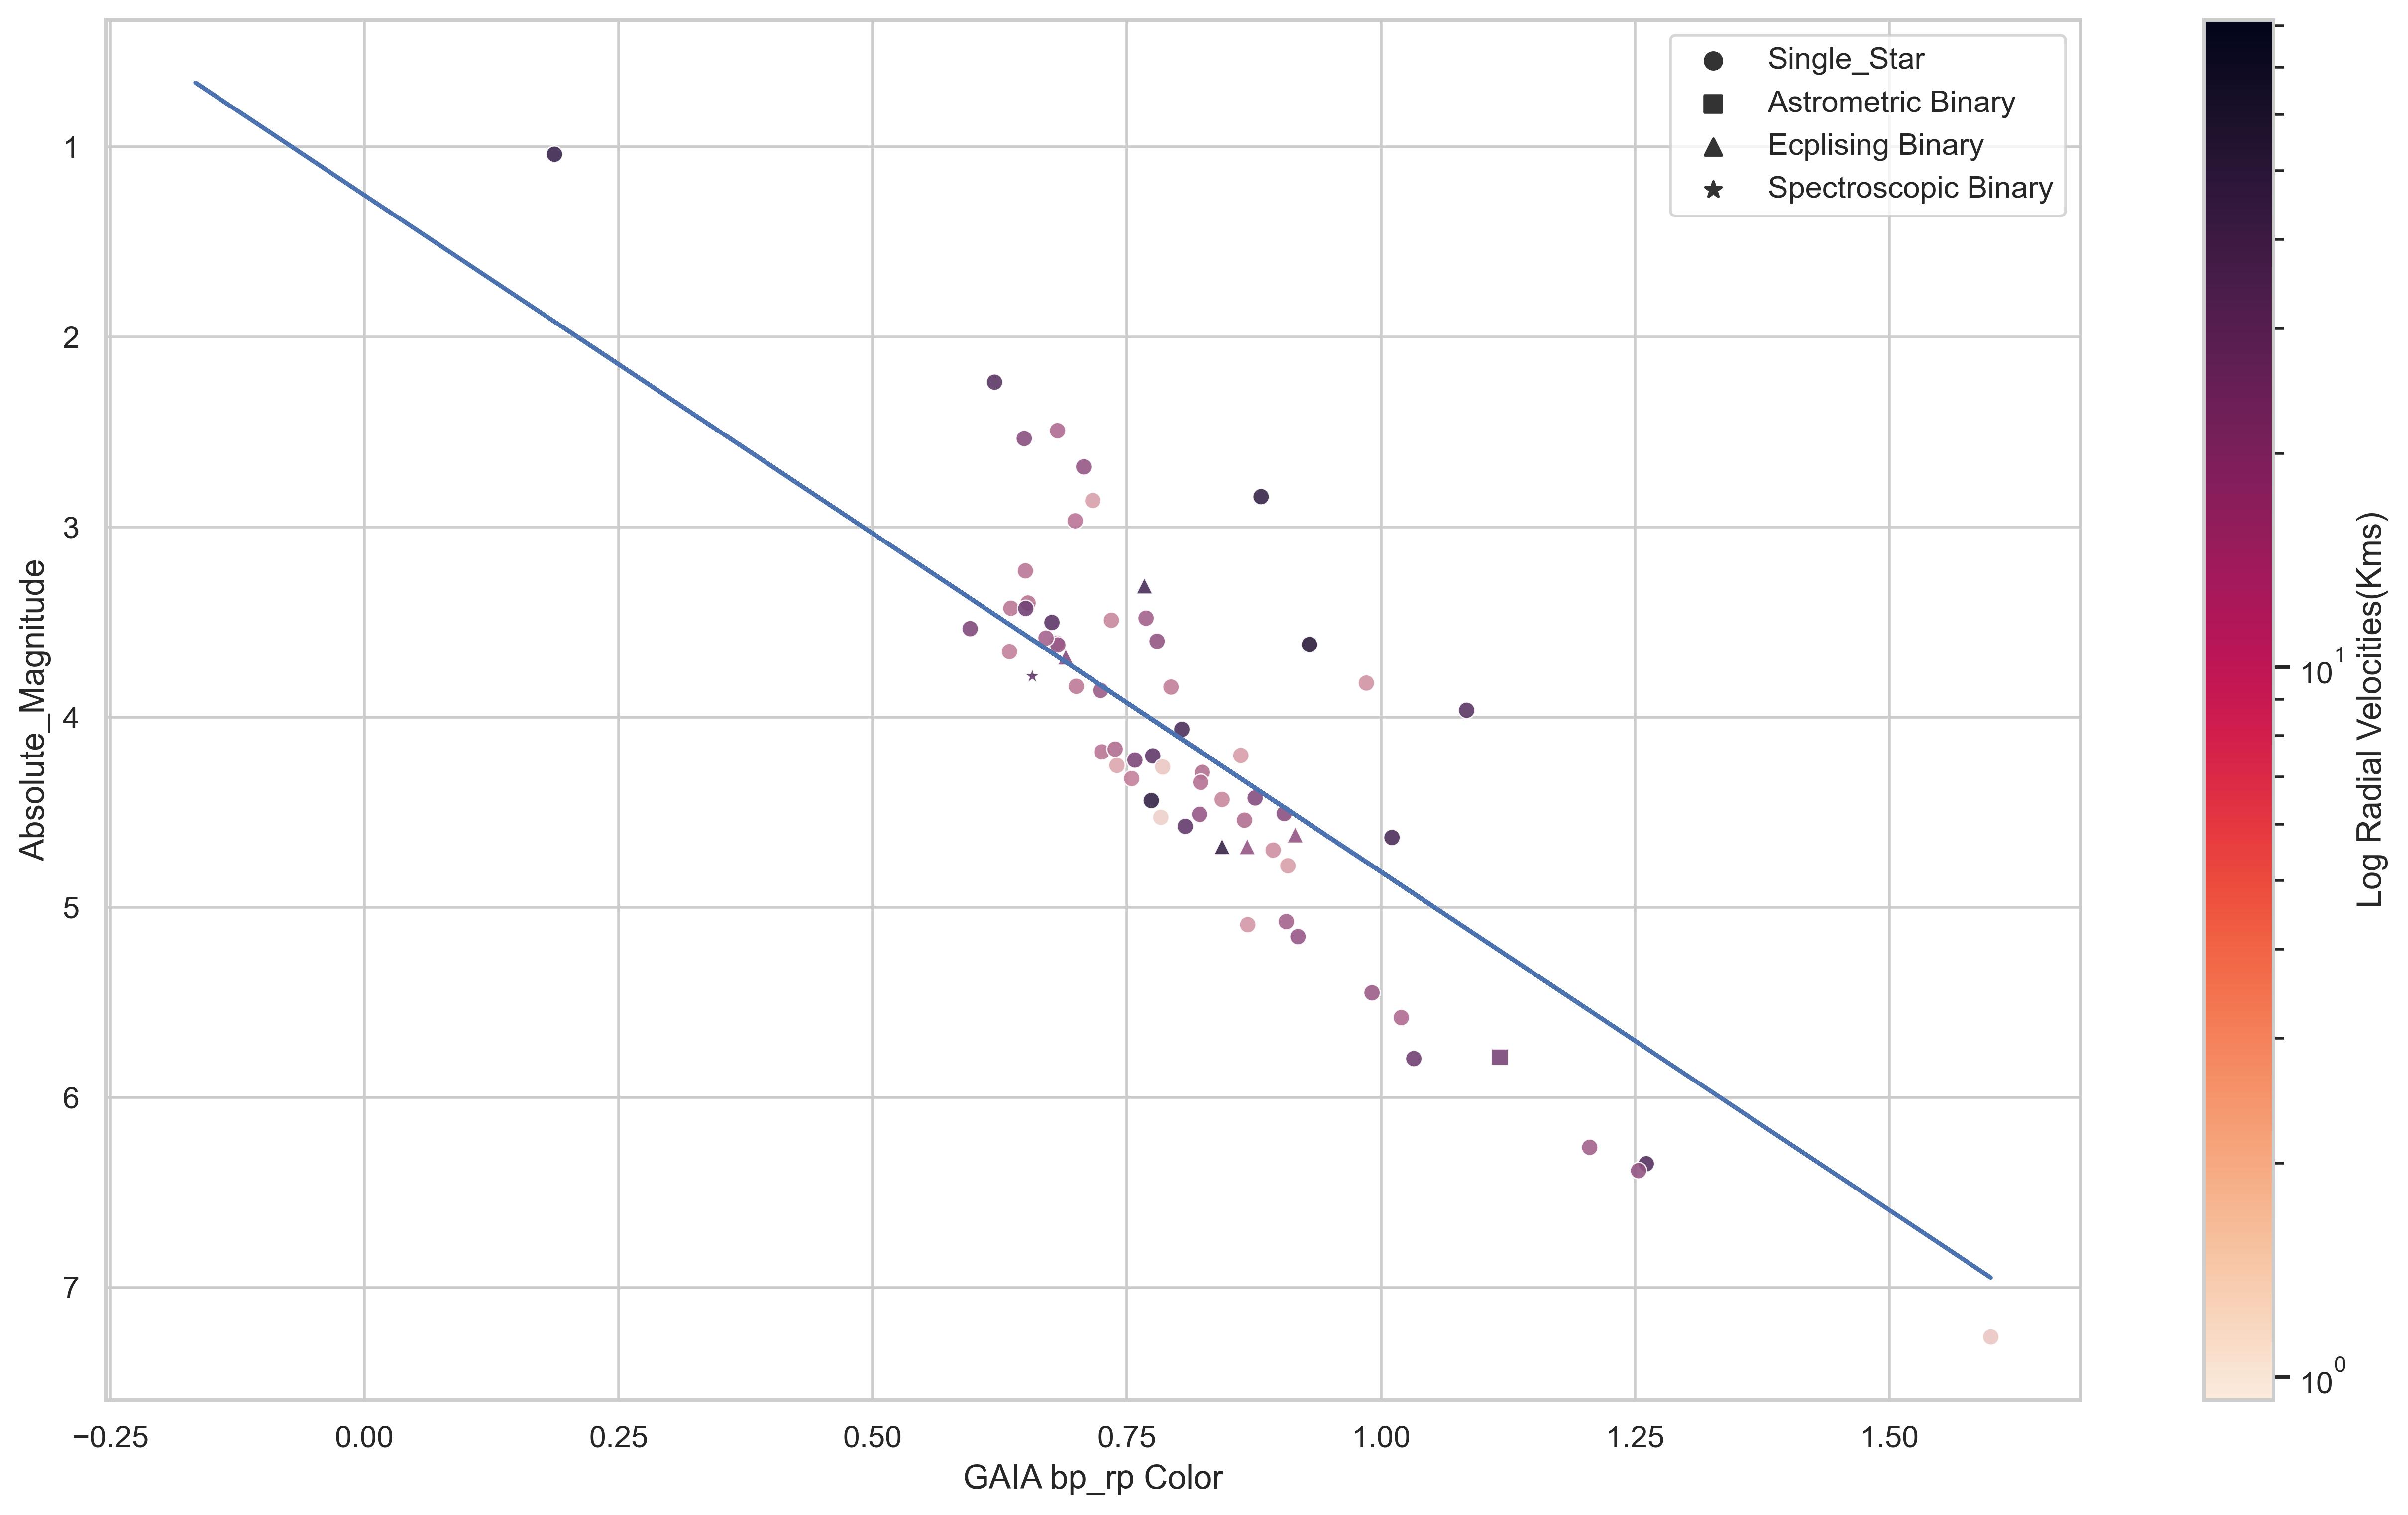 Single_Star
Astrometric Binary
Ecplising Binary
Spectroscopic Binary
1
2
3
4
5
6
7
Absolute_Magnitude
−0.25 0.00 0.25 0.50 0.75 1.00 1.25 1.50
GAIA bp_rp Color
10¹
10⁰
Log Radial Velocities(Kms)